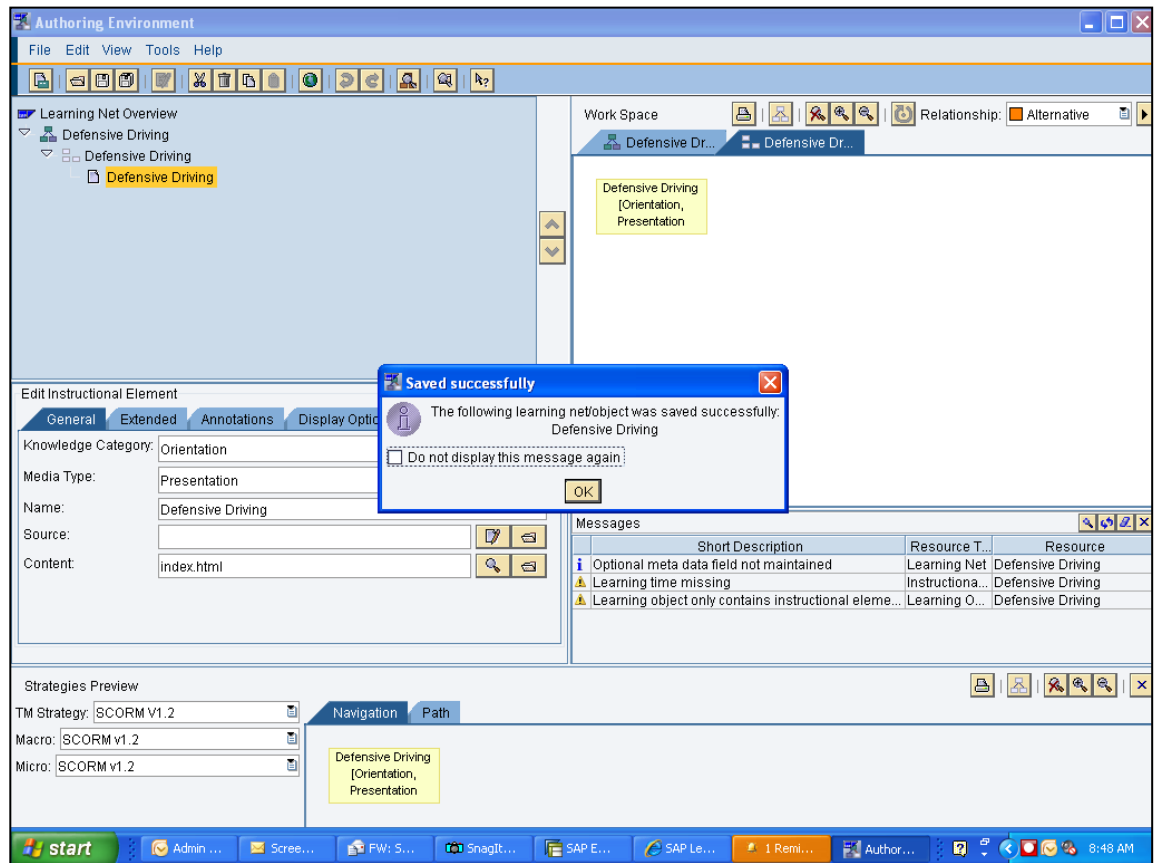 Authoring Environment
File Edit View Tools Help
Learning Net Overview
Defensive Driving
Defensive Driving
Defensive Driving
Work Space
Relationship: Alternative
Defensive Dr... Defensive Dr...
Defensive Driving
[Orientation,
Presentation
Edit Instructional Element
General Extended Annotations Display Optic
Knowledge Category: Orientation
Media Type: Presentation
Name: Defensive Driving
Source:
Content: index.html
Saved successfully
The following learning net/object was saved successfully:
Defensive Driving
Do not display this message again
OK
Messages
Short Description Resource T... Resource
Optional meta data field not maintained Learning Net Defensive Driving
Learning time missing Instructiona... Defensive Driving
Learning object only contains instructional eleme... Learning O... Defensive Driving
Strategies Preview
TM Strategy: SCORM V1.2
Macro: SCORM v1.2
Micro: SCORM v1.2
Navigation Path
Defensive Driving
[Orientation,
Presentation
start Admin ... Scree... FW: S... SnagIt... SAP E... SAP Le... 1 Remi... Author... 8:48 AM